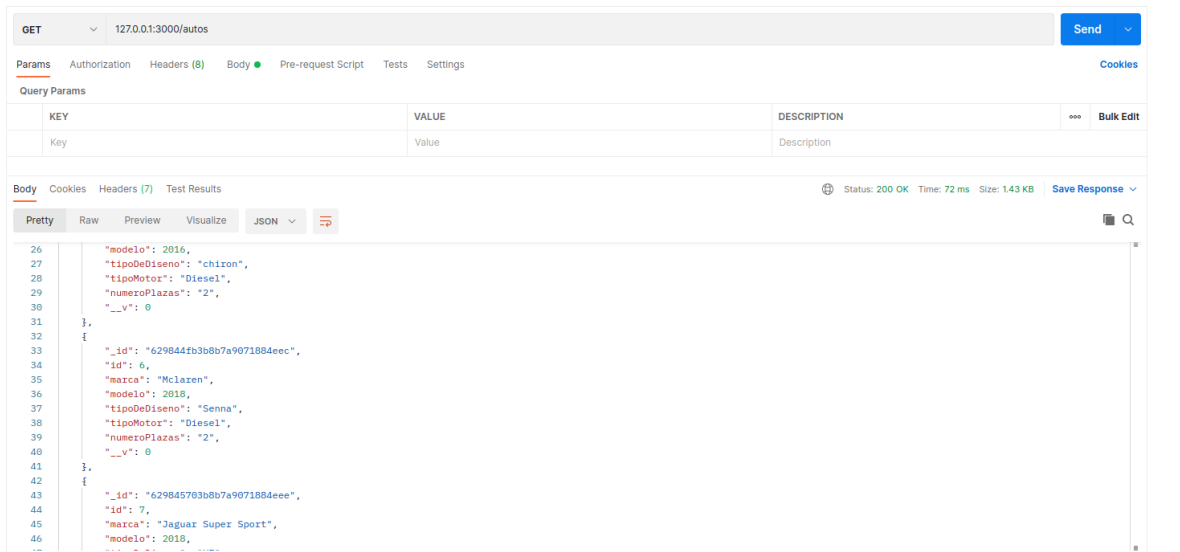 GET 127.0.0.1:3000/autos Send
Params Authorization Headers (8) Body Pre-request Script Tests Settings Cookies
Query Params
KEY VALUE DESCRIPTION ooo Bulk Edit
Key Value Description
Body Cookies Headers (7) Test Results Status: 200 OK Time: 72 ms Size: 1.43 KB Save Response
Pretty Raw Preview Visualize JSON
26 "modelo": 2016,
27 "tipoDeDiseno": "chiron",
28 "tipoMotor": "Diesel",
29 "numeroPlazas": "2",
30 "__v": 0
31 },
32 {
33 "_id": "629844fb3b8b7a9071884eec",
34 "id": 6,
35 "marca": "Mclaren",
36 "modelo": 2018,
37 "tipoDeDiseno": "Senna",
38 "tipoMotor": "Diesel",
39 "numeroPlazas": "2",
40 "__v": 0
41 },
42 {
43 "_id": "629845703b8b7a9071884eee",
44 "id": 7,
45 "marca": "Jaguar Super Sport",
46 "modelo": 2018,